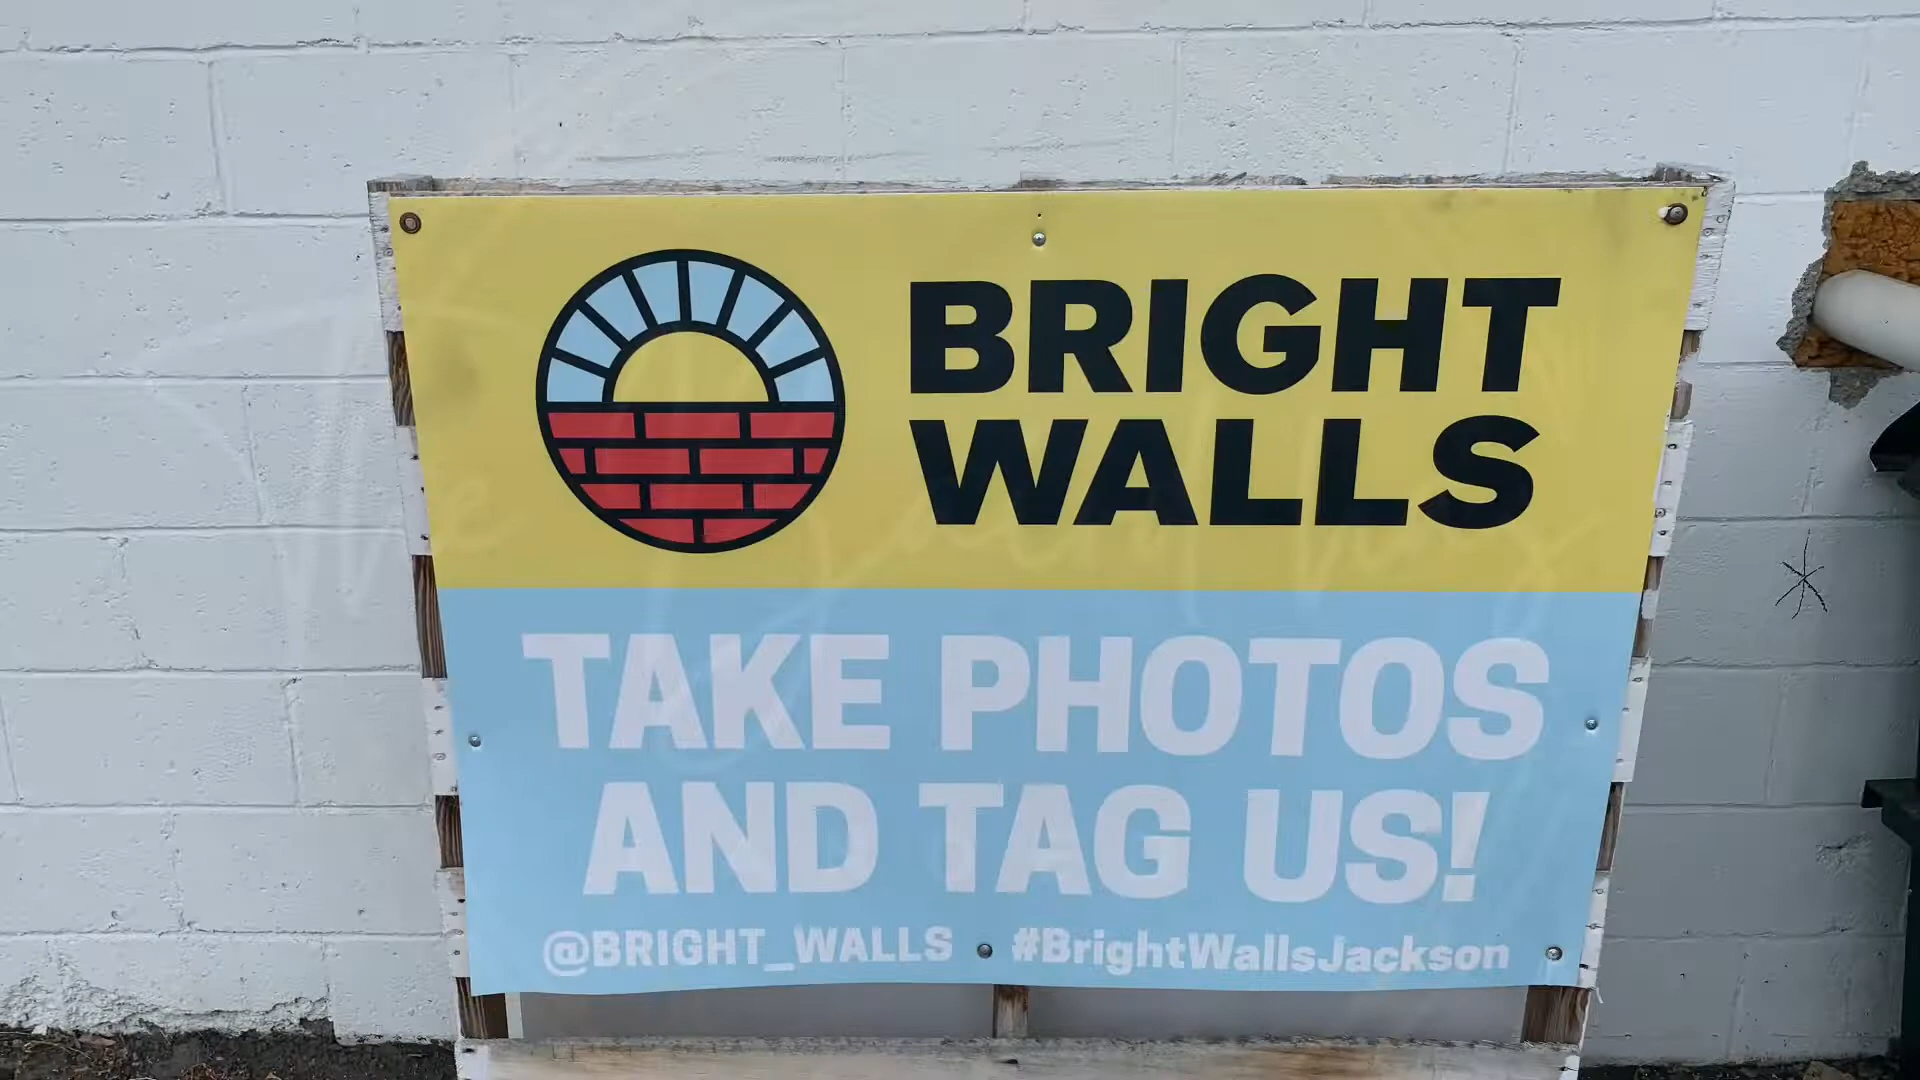 BRIGHT
WALLS
TAKE PHOTOS
AND TAG US!
@BRIGHT_WALLS #BrightWallsJackson